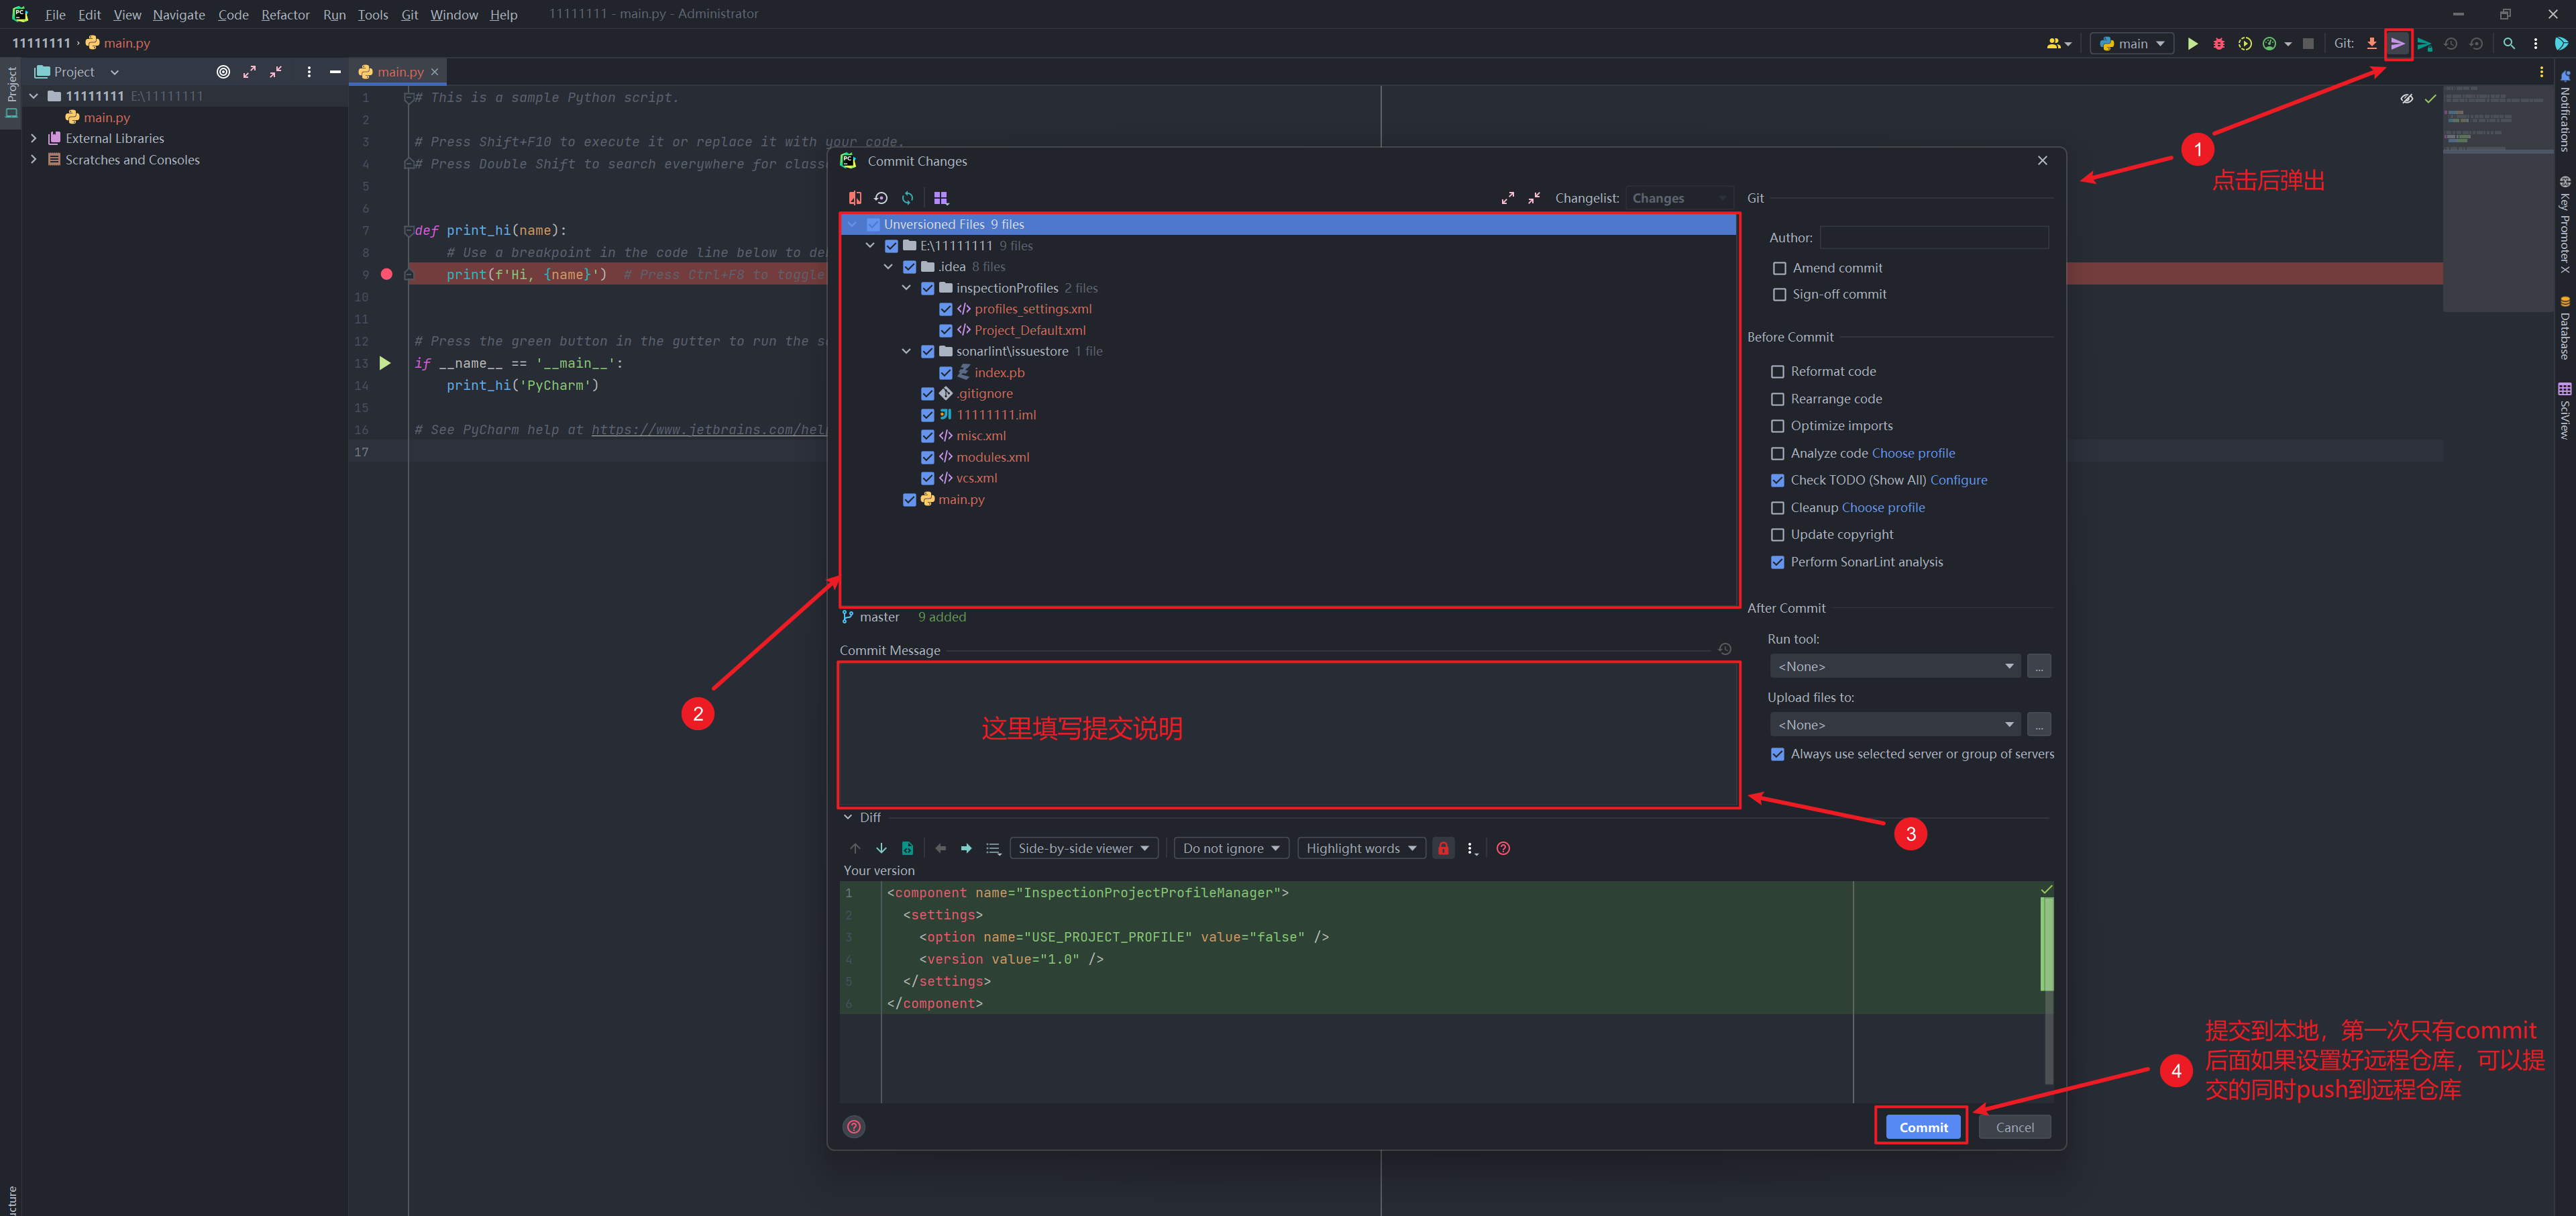 File Edit View Navigate Code Refactor Run Tools Git Window Help 11111111 - main.py - Administrator
11111111 › main.py
main
Git:
Project
main.py
11111111 E:\11111111
main.py
External Libraries
Scratches and Consoles
Project
Notifications
Key Promoter X
Database
SciView
1 # This is a sample Python script.
2
3 # Press Shift+F10 to execute it or replace it with your code.
4 # Press Double Shift to search everywhere for class
5
6
7 def print_hi(name):
8 # Use a breakpoint in the code line below to de
9 print(f'Hi, {name}') # Press Ctrl+F8 to toggle
10
11
12 # Press the green button in the gutter to run the s
13 if __name__ == '__main__':
14 print_hi('PyCharm')
15
16 # See PyCharm help at https://www.jetbrains.com/hel
17
1
点击后弹出
Commit Changes
Changelist: Changes
Unversioned Files 9 files
E:\11111111 9 files
.idea 8 files
inspectionProfiles 2 files
profiles_settings.xml
Project_Default.xml
sonarlint\issuestore 1 file
index.pb
.gitignore
11111111.iml
misc.xml
modules.xml
vcs.xml
main.py
master 9 added
2
Commit Message
这里填写提交说明
3
Git
Author:
Amend commit
Sign-off commit
Before Commit
Reformat code
Rearrange code
Optimize imports
Analyze code Choose profile
Check TODO (Show All) Configure
Cleanup Choose profile
Update copyright
Perform SonarLint analysis
After Commit
Run tool:
<None> ...
Upload files to:
<None> ...
Always use selected server or group of servers
Diff
Side-by-side viewer Do not ignore Highlight words
Your version
1 <component name="InspectionProjectProfileManager">
2 <settings>
3 <option name="USE_PROJECT_PROFILE" value="false" />
4 <version value="1.0" />
5 </settings>
6 </component>
Commit Cancel
4
提交到本地，第一次只有commit
后面如果设置好远程仓库，可以提
交的同时push到远程仓库